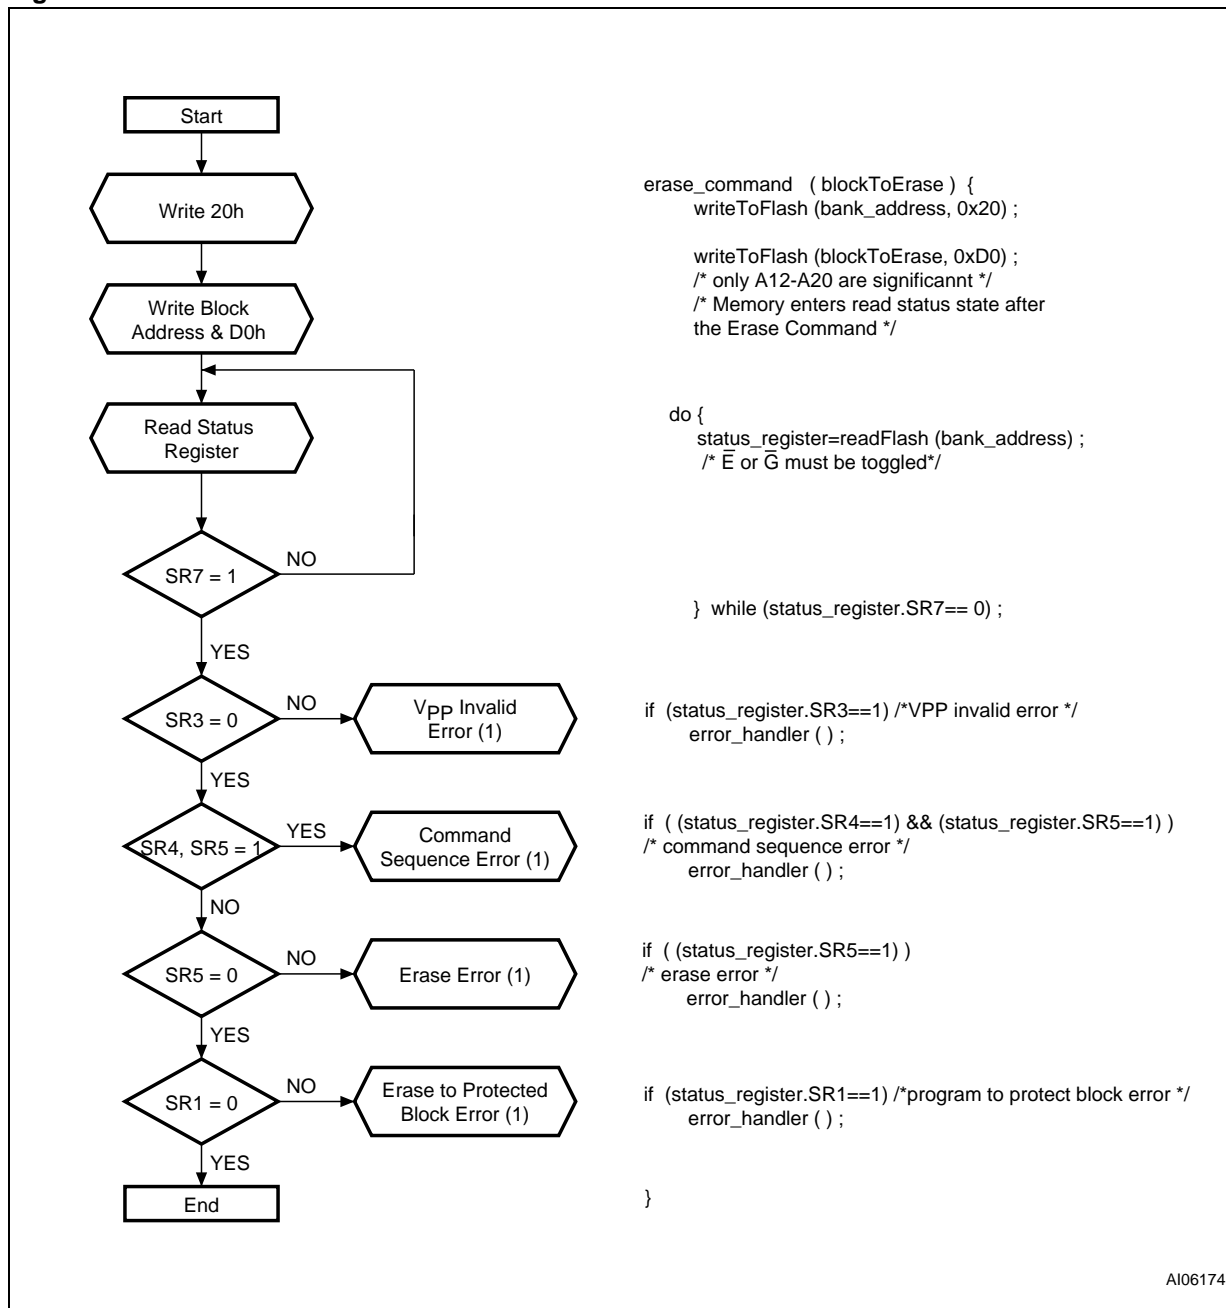 Start
Write 20h
Write Block
Address & D0h
Read Status
Register
SR7 = 1
NO
YES
SR3 = 0
NO
VPP Invalid
Error (1)
YES
SR4, SR5 = 1
YES
Command
Sequence Error (1)
NO
SR5 = 0
NO
Erase Error (1)
YES
SR1 = 0
NO
Erase to Protected
Block Error (1)
YES
End
erase_command ( blockToErase ) {
writeToFlash (bank_address, 0x20) ;
writeToFlash (blockToErase, 0xD0) ;
/* only A12-A20 are significannt */
/* Memory enters read status state after
the Erase Command */
do {
status_register=readFlash (bank_address) ;
/* E̅ or G̅ must be toggled*/
} while (status_register.SR7== 0) ;
if (status_register.SR3==1) /*VPP invalid error */
error_handler ( ) ;
if ( (status_register.SR4==1) && (status_register.SR5==1) )
/* command sequence error */
error_handler ( ) ;
if ( (status_register.SR5==1) )
/* erase error */
error_handler ( ) ;
if (status_register.SR1==1) /*program to protect block error */
error_handler ( ) ;
}
AI06174